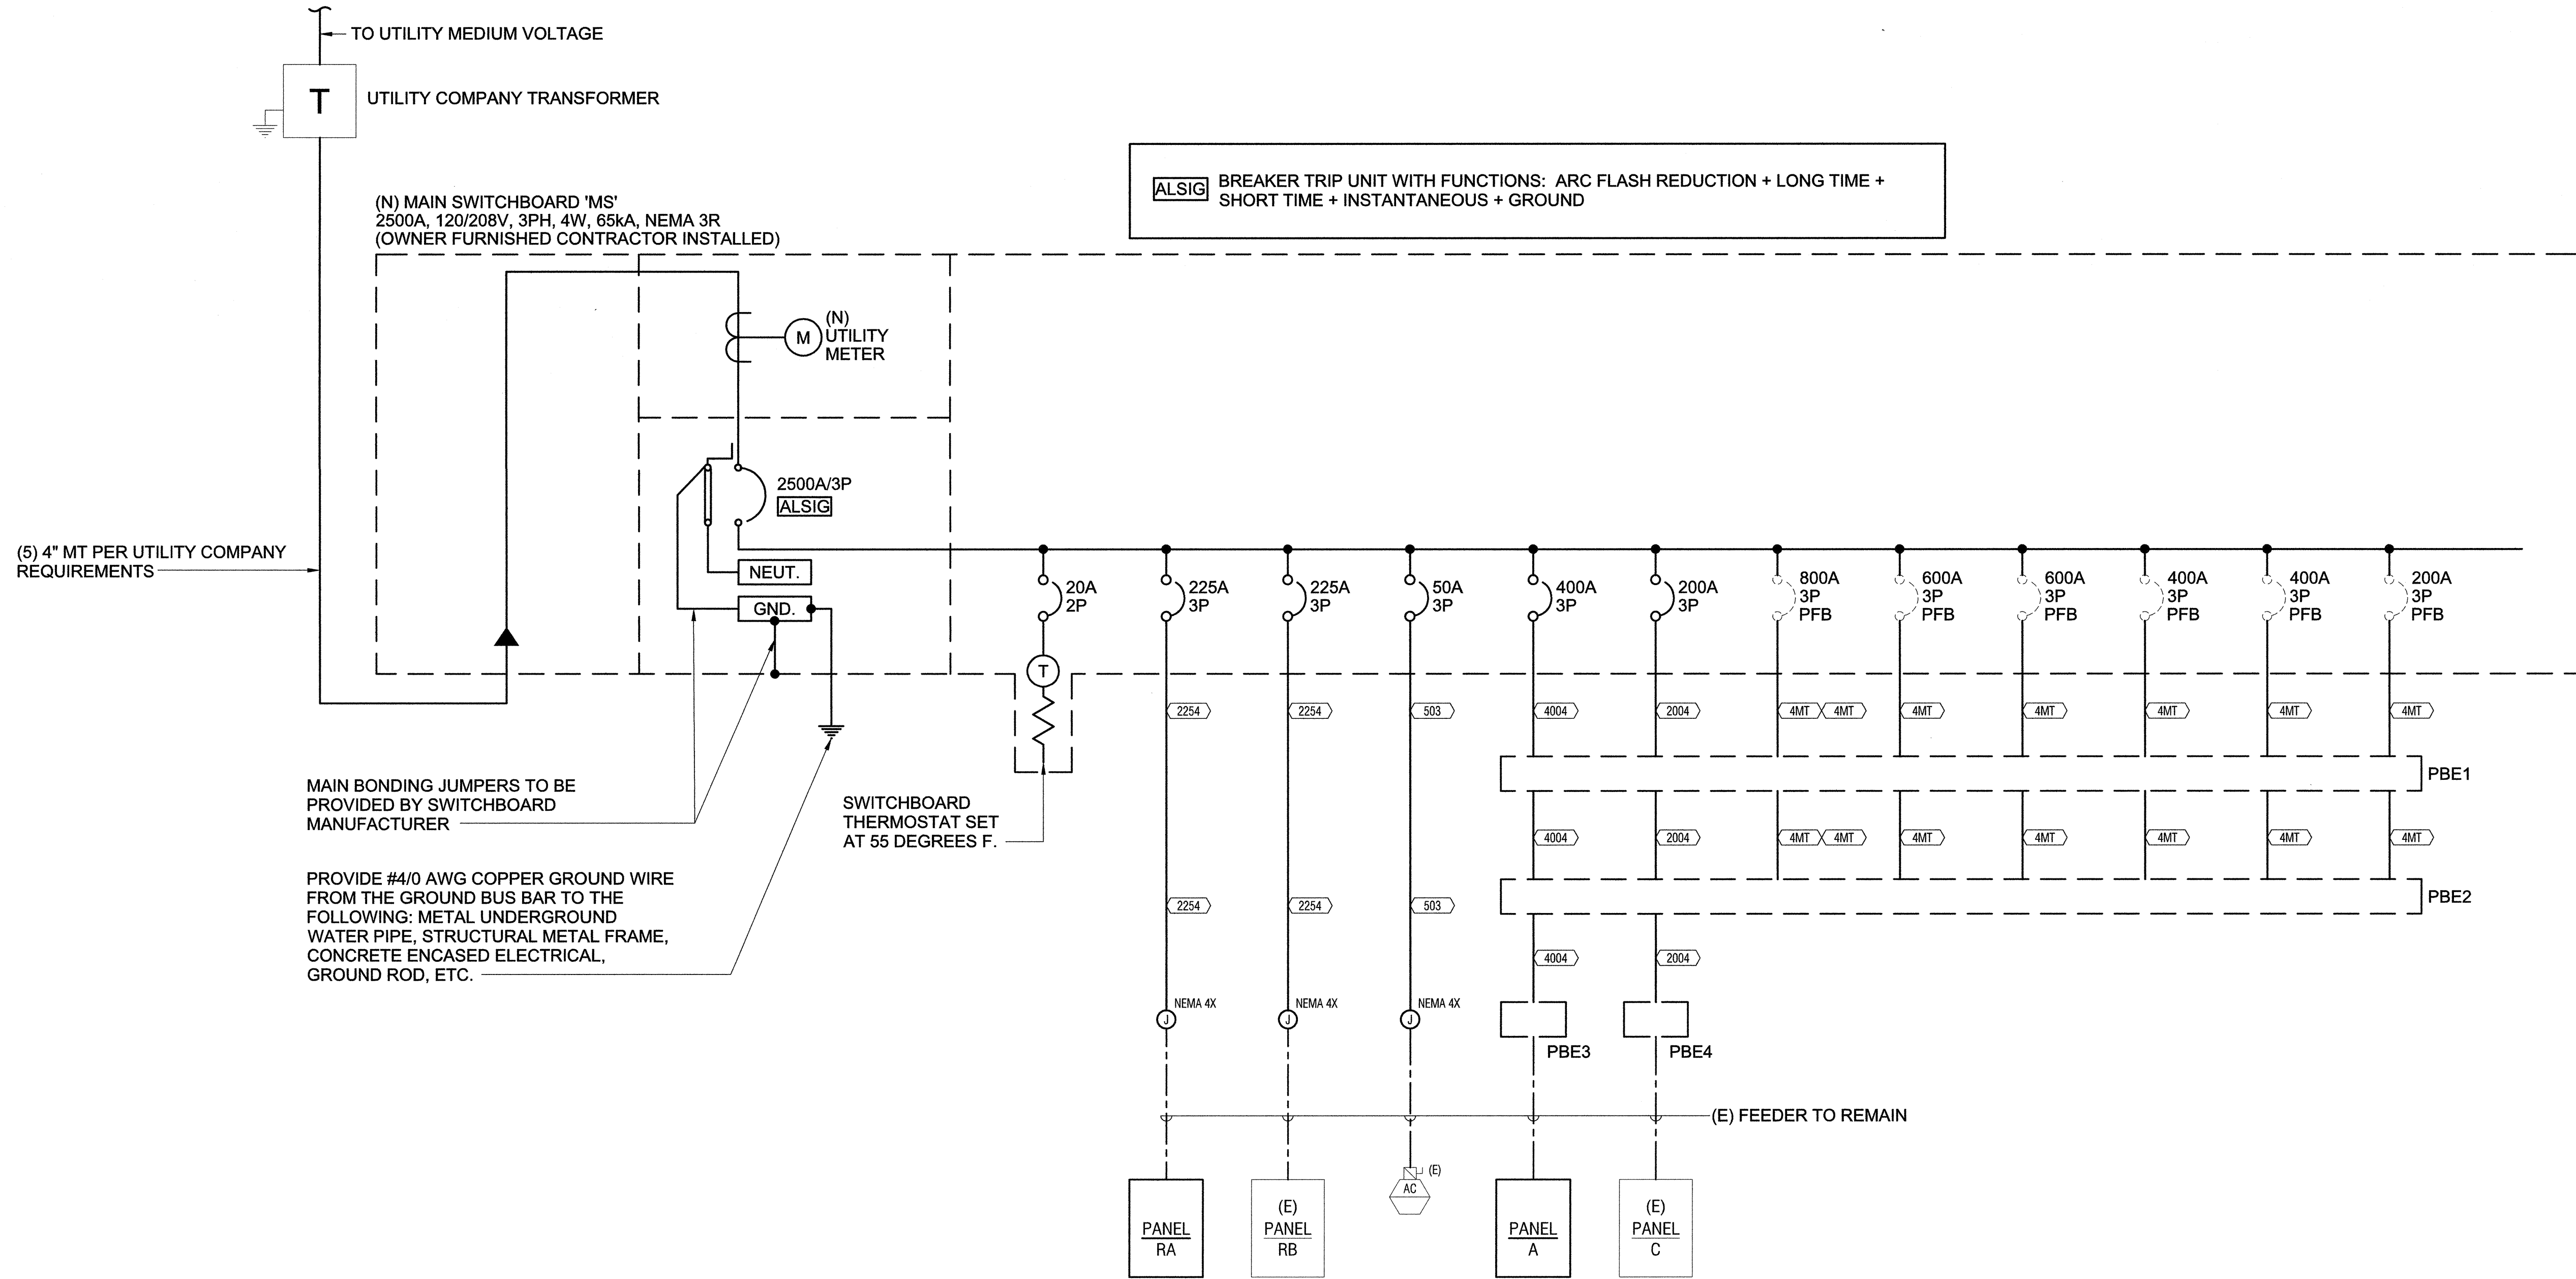 TO UTILITY MEDIUM VOLTAGE
T
UTILITY COMPANY TRANSFORMER
ALSIG
BREAKER TRIP UNIT WITH FUNCTIONS: ARC FLASH REDUCTION + LONG TIME +
SHORT TIME + INSTANTANEOUS + GROUND
(N) MAIN SWITCHBOARD 'MS'
2500A, 120/208V, 3PH, 4W, 65kA, NEMA 3R
(OWNER FURNISHED CONTRACTOR INSTALLED)
M
(N)
UTILITY
METER
2500A/3P
ALSIG
(5) 4" MT PER UTILITY COMPANY
REQUIREMENTS
NEUT.
GND.
20A
2P
225A
3P
225A
3P
50A
3P
400A
3P
200A
3P
800A
3P
PFB
600A
3P
PFB
600A
3P
PFB
400A
3P
PFB
400A
3P
PFB
200A
3P
PFB
T
2254
2254
503
4004
2004
4MT
4MT
4MT
4MT
4MT
4MT
4MT
PBE1
MAIN BONDING JUMPERS TO BE
PROVIDED BY SWITCHBOARD
MANUFACTURER
SWITCHBOARD
THERMOSTAT SET
AT 55 DEGREES F.
4004
2004
4MT
4MT
4MT
4MT
4MT
4MT
4MT
PBE2
PROVIDE #4/0 AWG COPPER GROUND WIRE
FROM THE GROUND BUS BAR TO THE
FOLLOWING: METAL UNDERGROUND
WATER PIPE, STRUCTURAL METAL FRAME,
CONCRETE ENCASED ELECTRICAL,
GROUND ROD, ETC.
2254
2254
503
4004
2004
NEMA 4X
J
NEMA 4X
J
NEMA 4X
J
PBE3
PBE4
(E) FEEDER TO REMAIN
PANEL
RA
(E)
PANEL
RB
(E)
AC
PANEL
A
(E)
PANEL
C